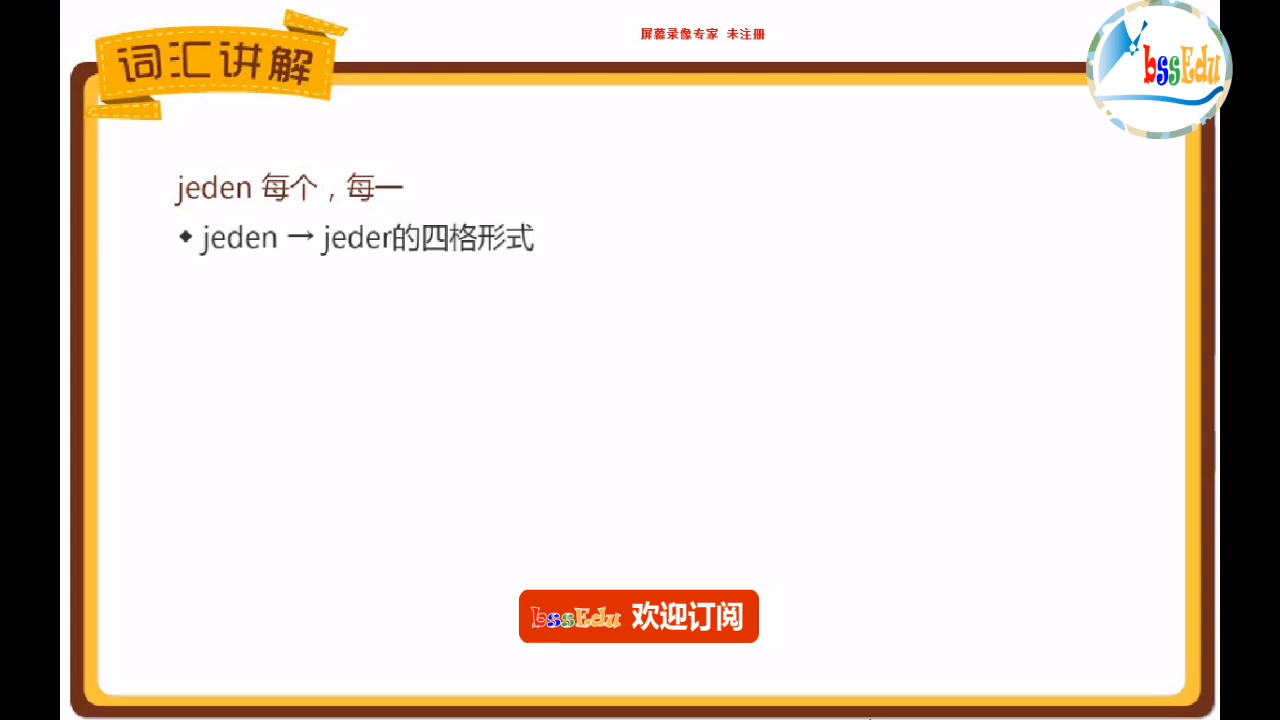 屏幕录像专家 未注册
词汇讲解
bssEdu
jeden 每个，每一
◆ jeden → jeder的四格形式
bssEdu 欢迎订阅